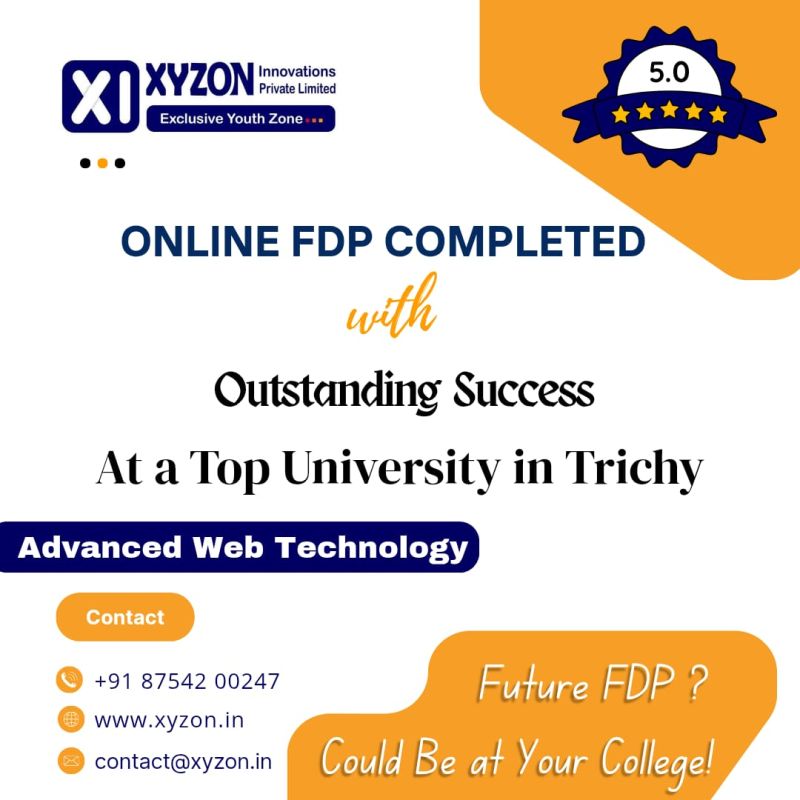 XI XYZON Innovations
Private Limited
Exclusive Youth Zone...
5.0
ONLINE FDP COMPLETED
with
Outstanding Success
At a Top University in Trichy
Advanced Web Technology
Contact
+91 87542 00247
www.xyzon.in
contact@xyzon.in
Future FDP ?
Could Be at Your College!